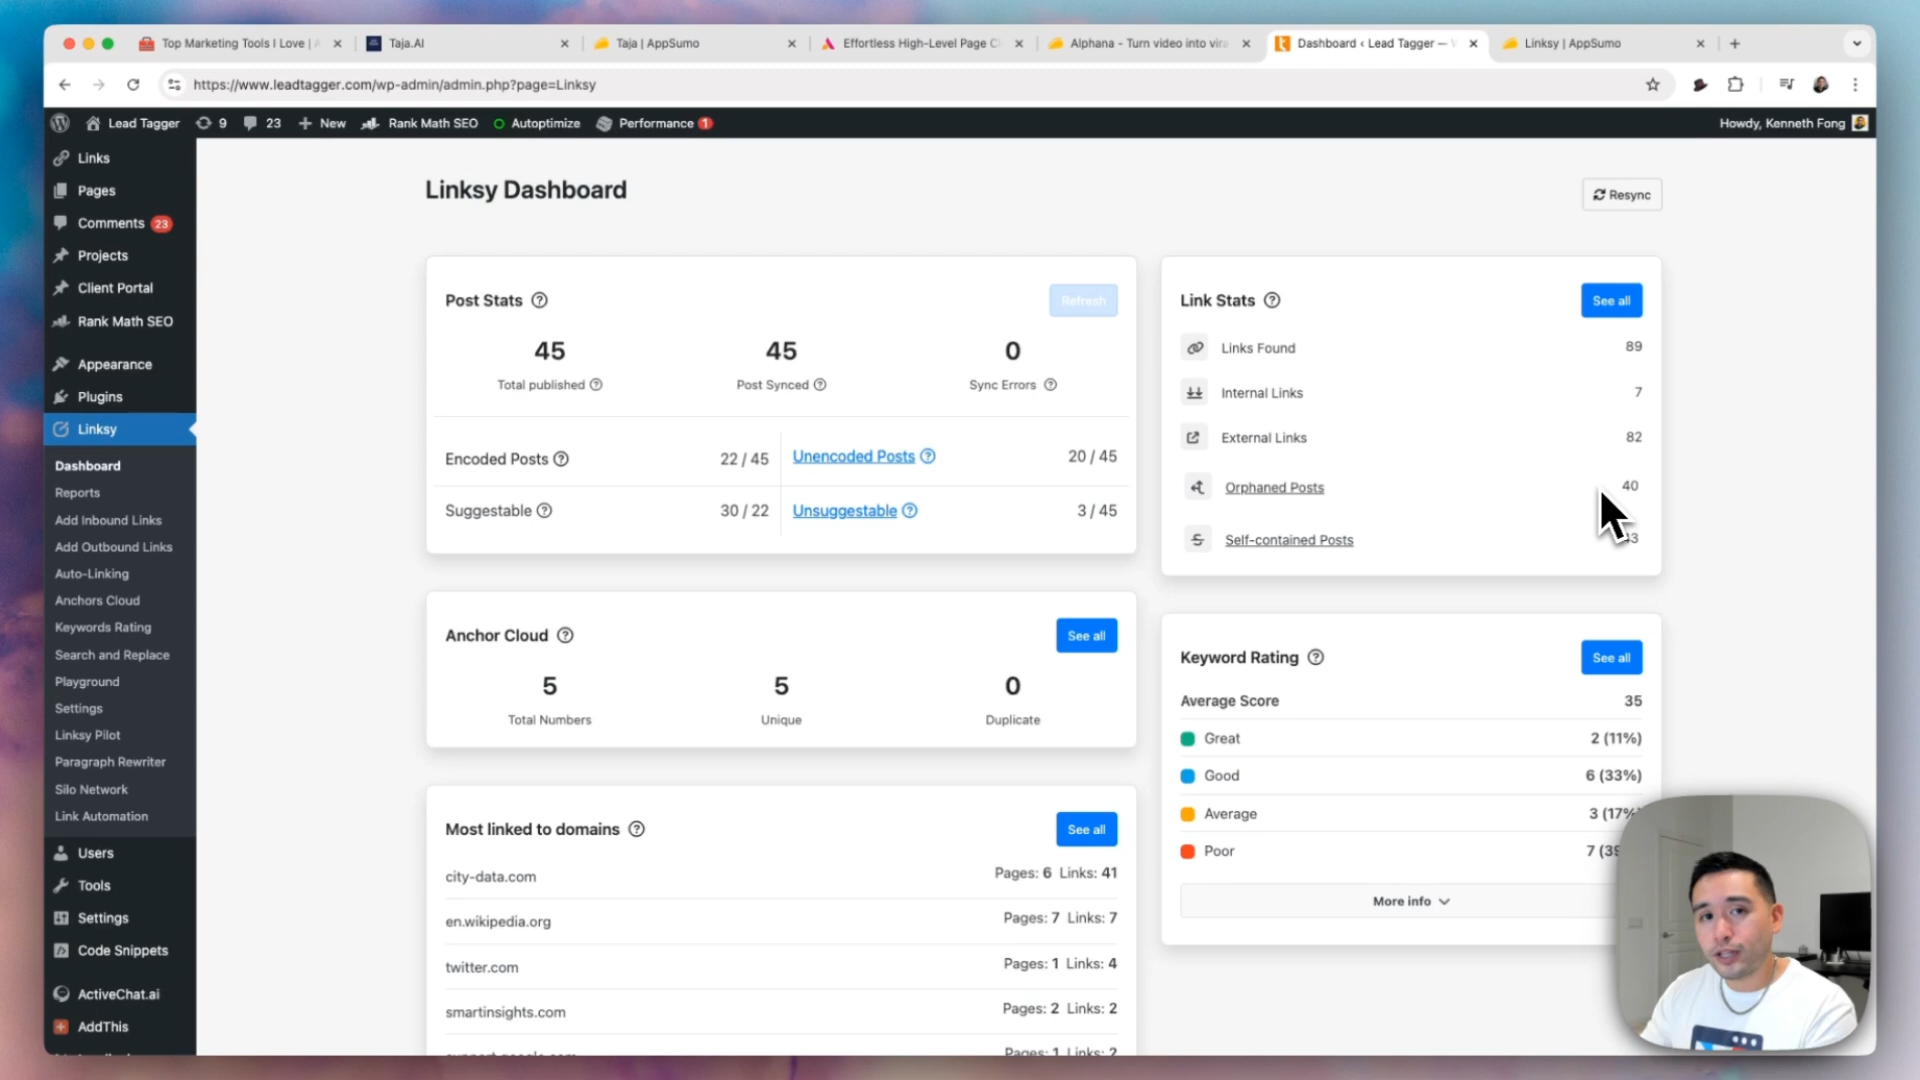 Top Marketing Tools I Love |
Taja.AI
Taja | AppSumo
Effortless High-Level Page C
Alphana - Turn video into vira
Dashboard ‹ Lead Tagger —
Linksy | AppSumo
https://www.leadtagger.com/wp-admin/admin.php?page=Linksy
Lead Tagger
9
23
New
Rank Math SEO
Autoptimize
Performance 1
Howdy, Kenneth Fong
Links
Pages
Comments 23
Projects
Client Portal
Rank Math SEO
Appearance
Plugins
Linksy
Dashboard
Reports
Add Inbound Links
Add Outbound Links
Auto-Linking
Anchors Cloud
Keywords Rating
Search and Replace
Playground
Settings
Linksy Pilot
Paragraph Rewriter
Silo Network
Link Automation
Users
Tools
Settings
Code Snippets
ActiveChat.ai
AddThis
Linksy Dashboard
Resync
Post Stats
Refresh
45
45
0
Total published
Post Synced
Sync Errors
Encoded Posts 22 / 45
Unencoded Posts 20 / 45
Suggestable 30 / 22
Unsuggestable 3 / 45
Link Stats
See all
Links Found 89
Internal Links 7
External Links 82
Orphaned Posts 40
Self-contained Posts
Anchor Cloud
See all
5
5
0
Total Numbers
Unique
Duplicate
Keyword Rating
See all
Average Score 35
Great 2 (11%)
Good 6 (33%)
Average 3 (17%
Poor 7 (39
More info
Most linked to domains
See all
city-data.com Pages: 6 Links: 41
en.wikipedia.org Pages: 7 Links: 7
twitter.com Pages: 1 Links: 4
smartinsights.com Pages: 2 Links: 2
Pages: 1 Links: 2